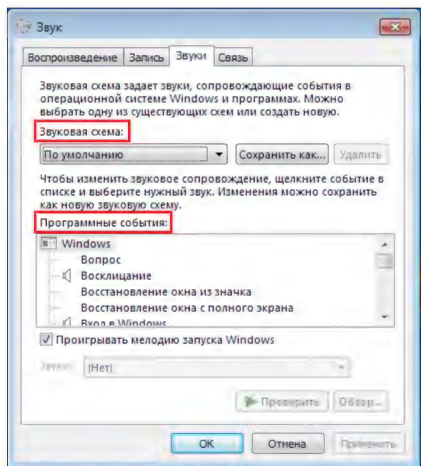 Звук
Воспроизведение Запись Звуки Связь
Звуковая схема задает звуки, сопровождающие события в
операционной системе Windows и программах. Можно
выбрать одну из существующих схем или создать новую.
Звуковая схема:
По умолчанию Сохранить как... Удалить
Чтобы изменить звуковое сопровождение, щелкните событие в
списке и выберите нужный звук. Изменения можно сохранить
как новую звуковую схему.
Программные события:
Windows
Вопрос
Восклицание
Восстановление окна из значка
Восстановление окна с полного экрана
Вход в Windows
Проигрывать мелодию запуска Windows
Звуки: (Нет)
Проверить Обзор...
ОК Отмена Применить